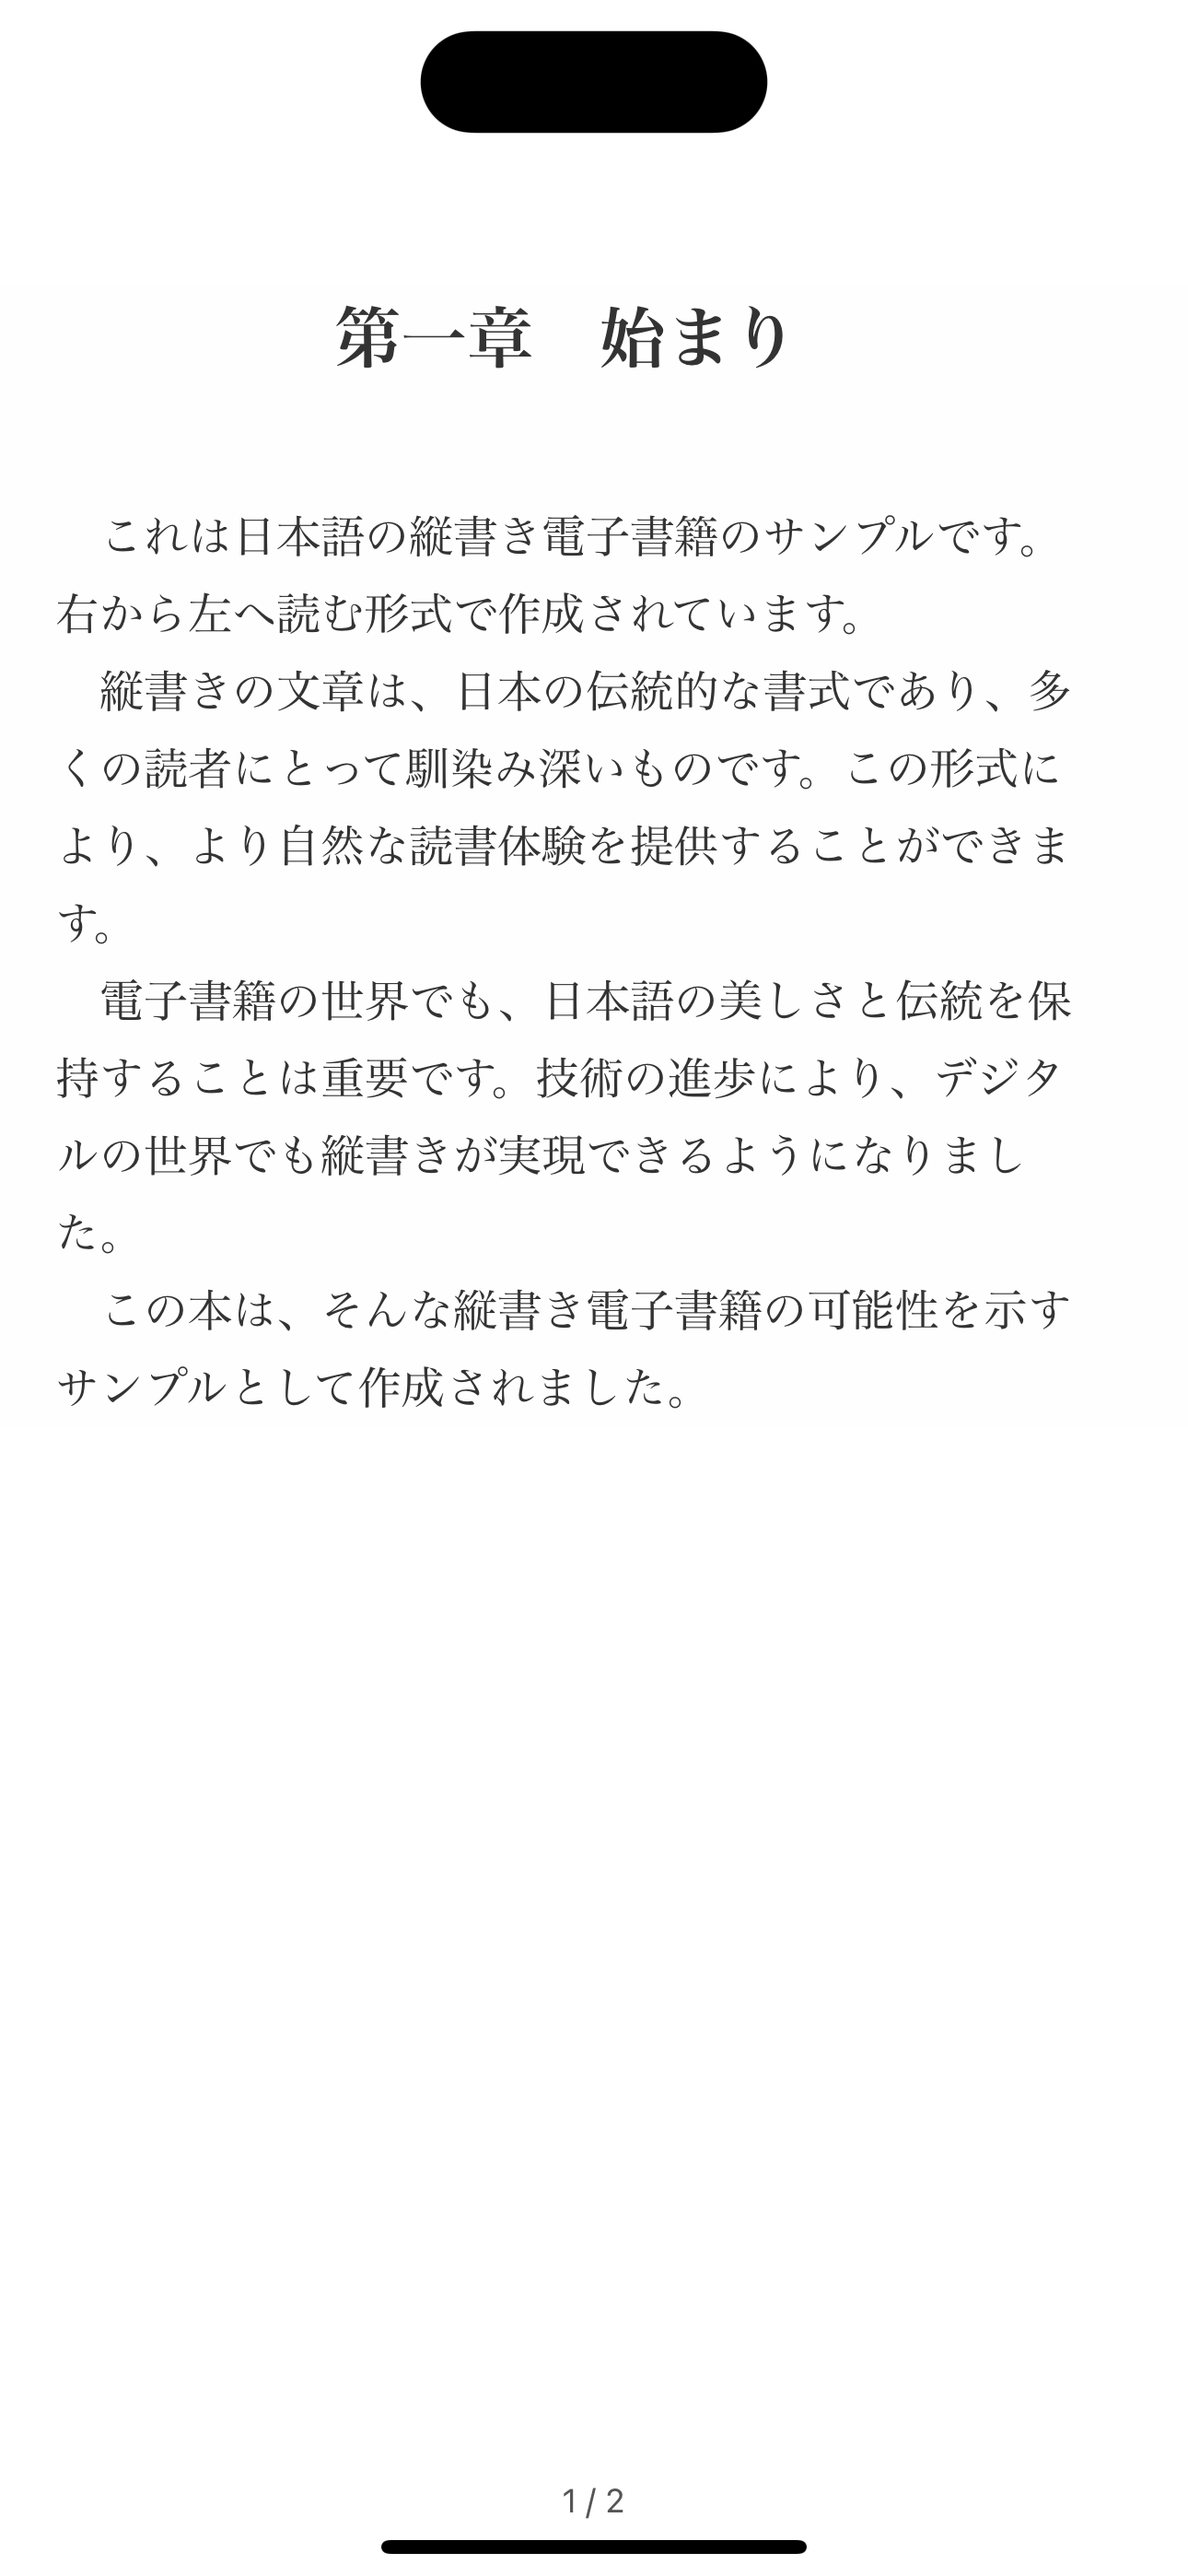 第一章　始まり
　これは日本語の縦書き電子書籍のサンプルです。
右から左へ読む形式で作成されています。
　縦書きの文章は、日本の伝統的な書式であり、多
くの読者にとって馴染み深いものです。この形式に
より、より自然な読書体験を提供することができま
す。
　電子書籍の世界でも、日本語の美しさと伝統を保
持することは重要です。技術の進歩により、デジタ
ルの世界でも縦書きが実現できるようになりまし
た。
　この本は、そんな縦書き電子書籍の可能性を示す
サンプルとして作成されました。
1 / 2